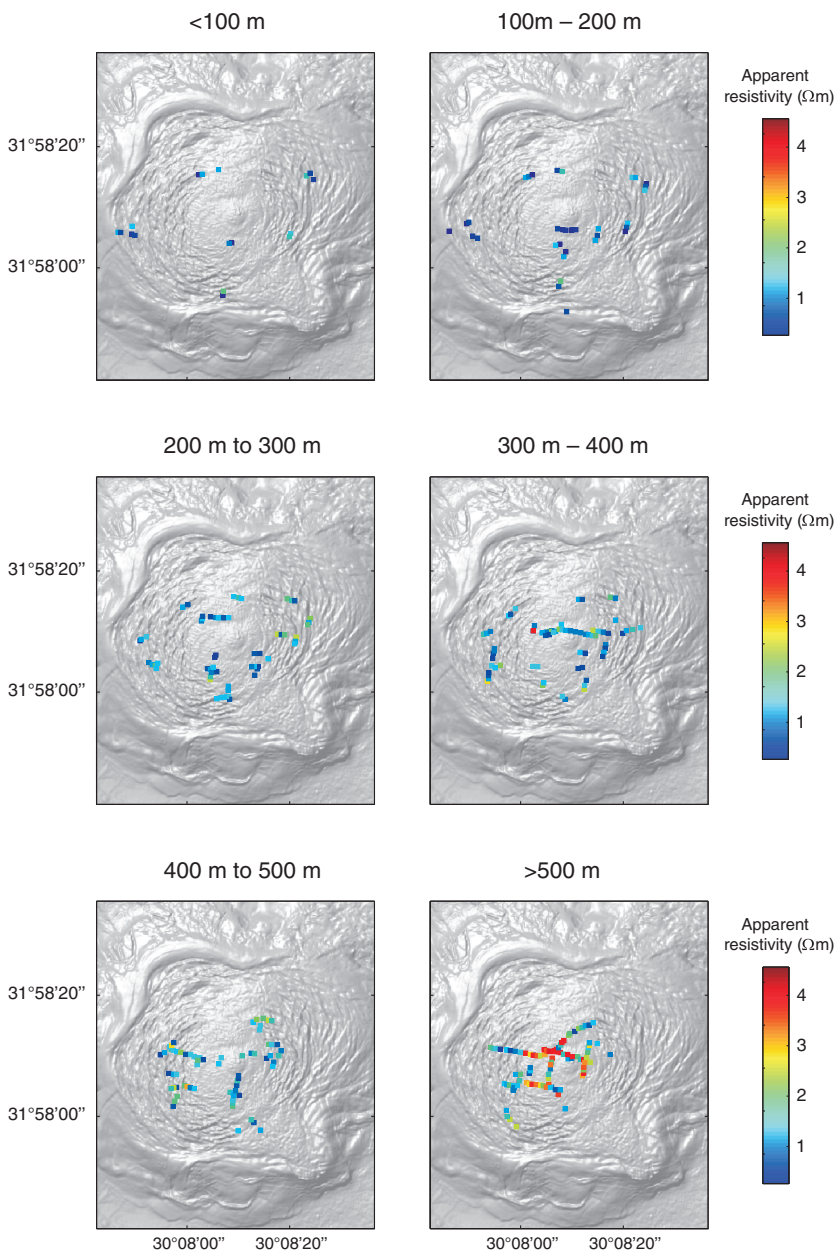 <100 m
100m – 200 m
Apparent
resistivity (Ωm)
31°58’20’’
31°58’00’’
4
3
2
1
200 m to 300 m
300 m – 400 m
Apparent
resistivity (Ωm)
31°58’20’’
31°58’00’’
4
3
2
1
400 m to 500 m
>500 m
Apparent
resistivity (Ωm)
31°58’20’’
31°58’00’’
4
3
2
1
30°08’00’’ 30°08’20’’
30°08’00’’ 30°08’20’’